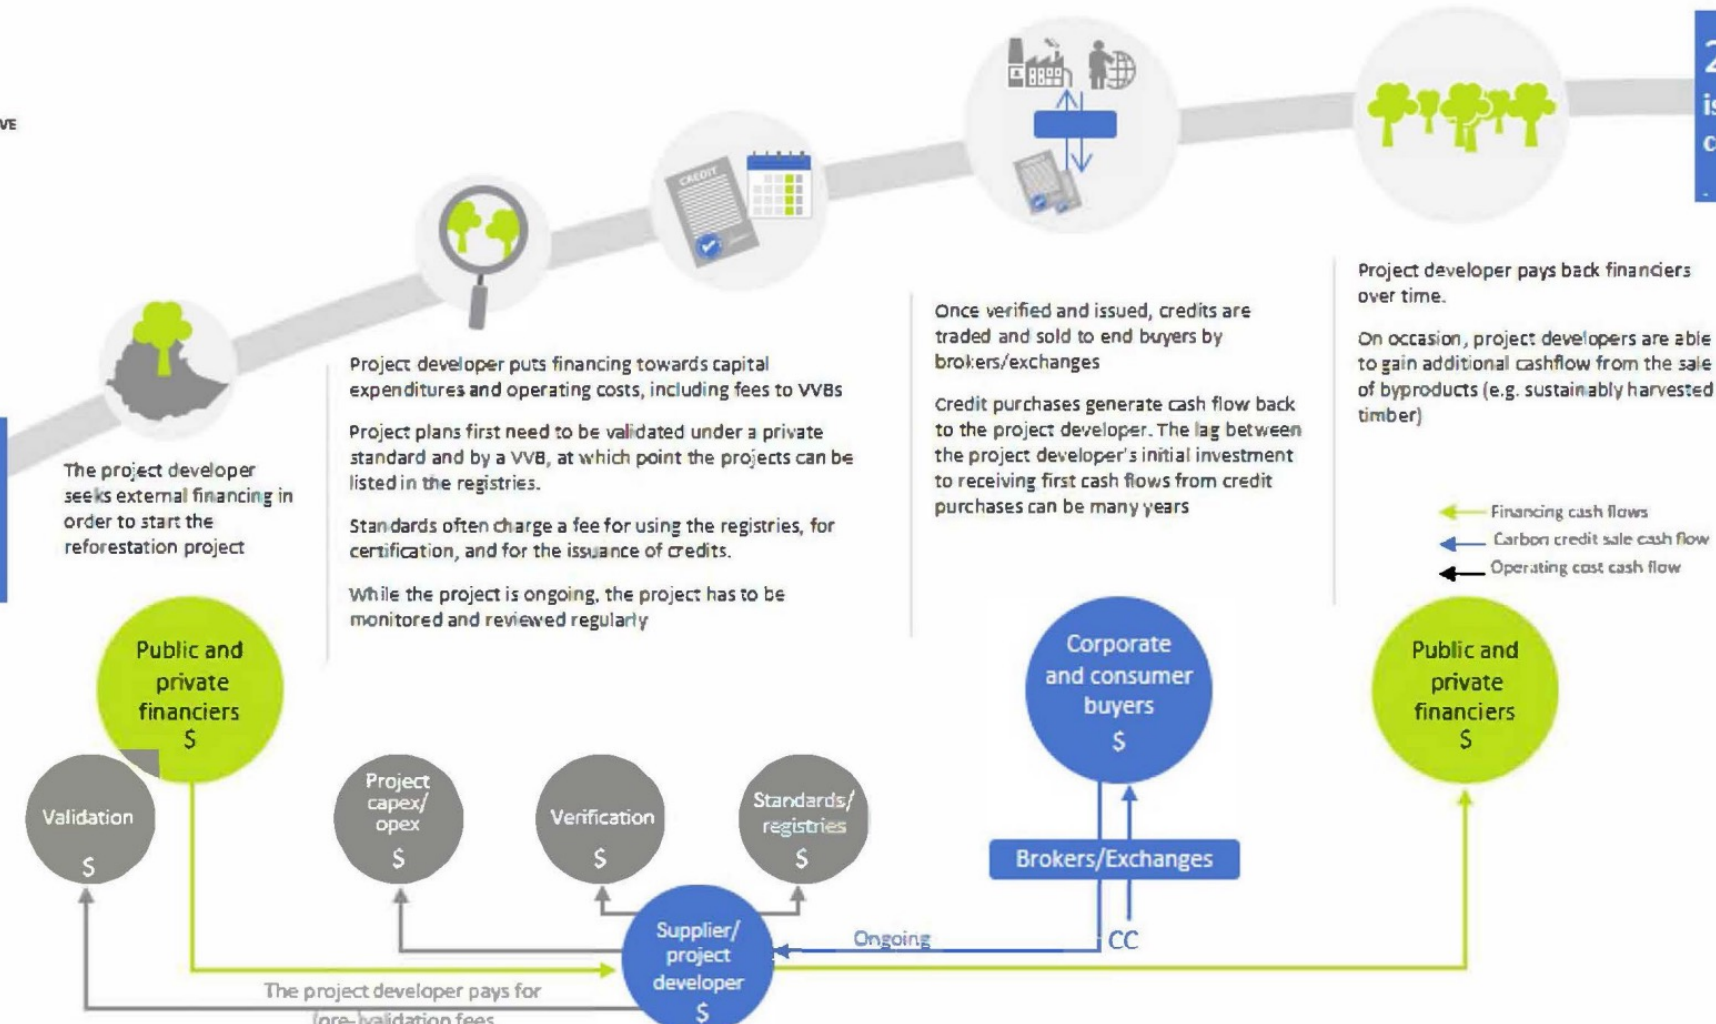 VE
CREDIT
CREDIT
2
is
c
The project developer
seeks external financing in
order to start the
reforestation project
Project developer puts financing towards capital
expenditures and operating costs, including fees to VVBs
Project plans first need to be validated under a private
standard and by a VVB, at which point the projects can be
listed in the registries.
Standards often charge a fee for using the registries, for
certification, and for the issuance of credits.
While the project is ongoing, the project has to be
monitored and reviewed regularly
Once verified and issued, credits are
traded and sold to end buyers by
brokers/exchanges
Credit purchases generate cash flow back
to the project developer. The lag between
the project developer's initial investment
to receiving first cash flows from credit
purchases can be many years
Project developer pays back financiers
over time.
On occasion, project developers are able
to gain additional cashflow from the sale
of byproducts (e.g. sustainably harvested
timber)
Financing cash flows
Carbon credit sale cash flow
Operating cost cash flow
Public and
private
financiers
$
Validation
$
Project
capex/
opex
$
Verification
$
Standards/
registries
$
Corporate
and consumer
buyers
$
Public and
private
financiers
$
Brokers/Exchanges
CC
Ongoing
Supplier/
project
developer
$
The project developer pays for
(pre-)validation fees